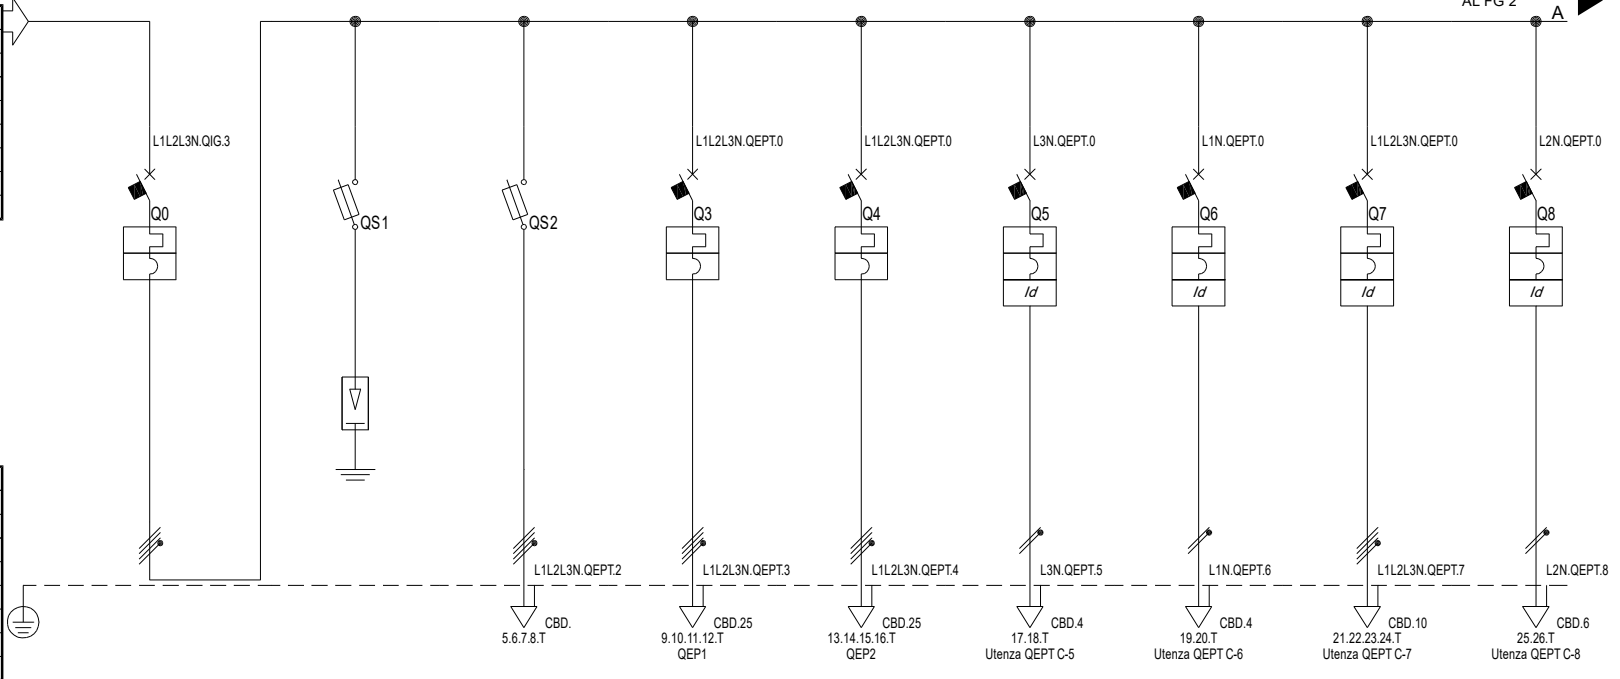 AL FG 2
A
L1L2L3N.QIG.3
L1L2L3N.QEPT.0
L1L2L3N.QEPT.0
L3N.QEPT.0
L1N.QEPT.0
L1L2L3N.QEPT.0
L2N.QEPT.0
Q0
QS1
QS2
Q3
Q4
Q5
Q6
Q7
Q8
Id
Id
Id
Id
L1L2L3N.QEPT.2
L1L2L3N.QEPT.3
L1L2L3N.QEPT.4
L3N.QEPT.5
L1N.QEPT.6
L1L2L3N.QEPT.7
L2N.QEPT.8
CBD.
5.6.7.8.T
CBD.25
9.10.11.12.T
QEP1
CBD.25
13.14.15.16.T
QEP2
CBD.4
17.18.T
Utenza QEPT C-5
CBD.4
19.20.T
Utenza QEPT C-6
CBD.10
21.22.23.24.T
Utenza QEPT C-7
CBD.6
25.26.T
Utenza QEPT C-8